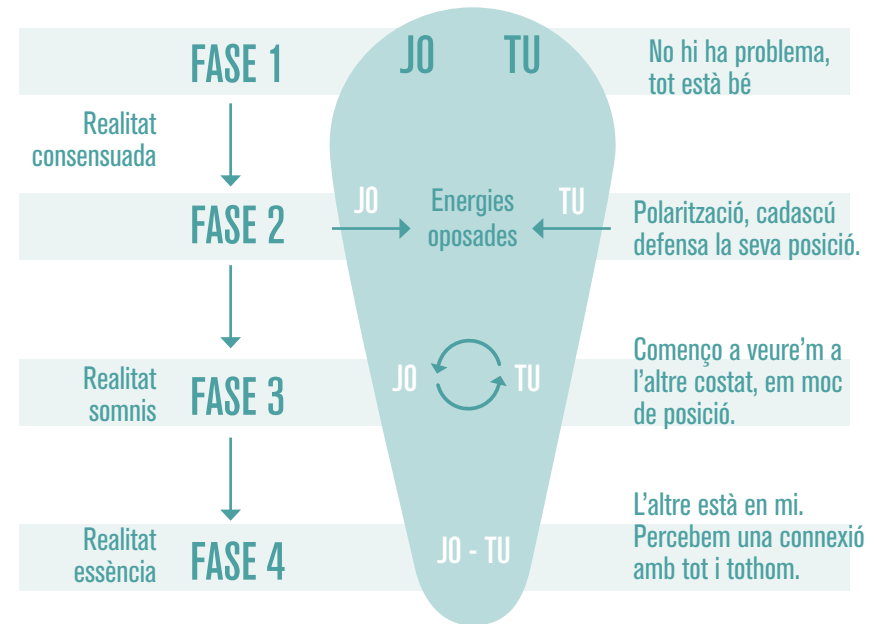 FASE 1
JO TU
No hi ha problema,
tot està bé
Realitat
consensuada
FASE 2
JO
Energies
oposades
TU
Polarització, cadascú
defensa la seva posició.
Realitat
somnis
FASE 3
JO
TU
Començo a veure’m a
l’altre costat, em moc
de posició.
Realitat
essència
FASE 4
JO - TU
L’altre està en mi.
Percebem una connexió
amb tot i tothom.